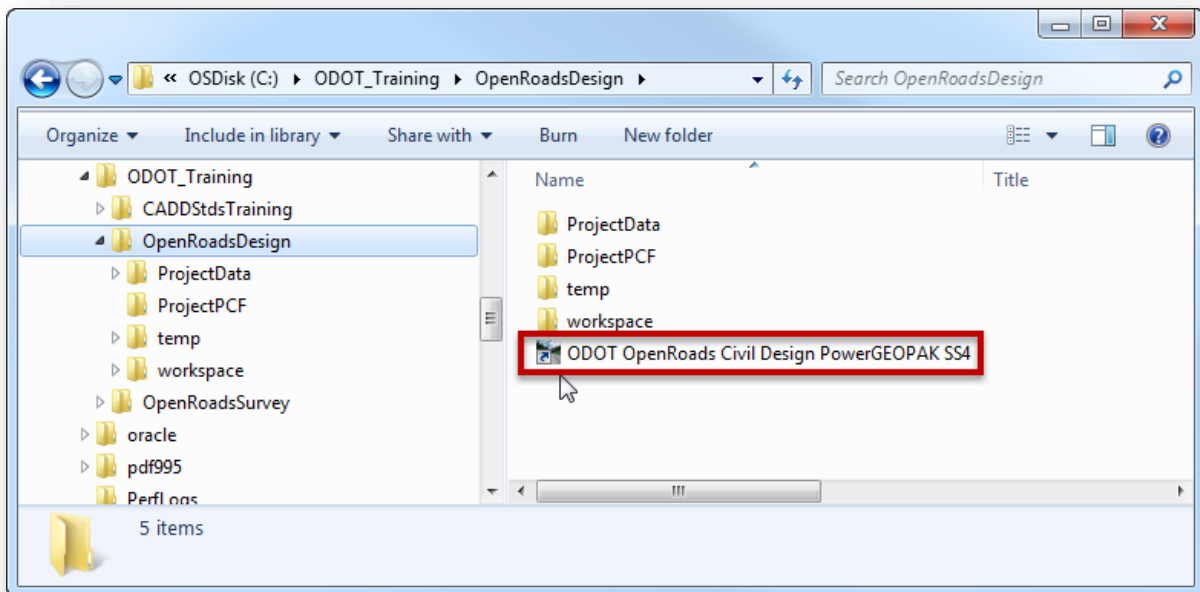 « OSDisk (C:) ▸ ODOT_Training ▸ OpenRoadsDesign ▸
Search OpenRoadsDesign
Organize
Include in library
Share with
Burn
New folder
ODOT_Training
CADDStdsTraining
OpenRoadsDesign
ProjectData
ProjectPCF
temp
workspace
OpenRoadsSurvey
oracle
pdf995
PerfLogs
Name
Title
ProjectData
ProjectPCF
temp
workspace
ODOT OpenRoads Civil Design PowerGEOPAK SS4
5 items